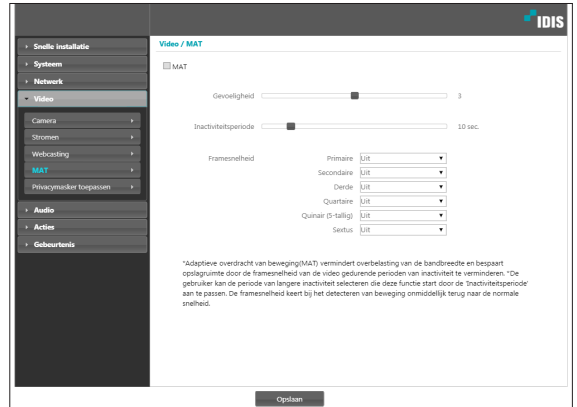 IDIS
Snelle installatie
Systeem
Netwerk
Video
Camera
Stromen
Webcasting
MAT
Privacymasker toepassen
Audio
Acties
Gebeurtenis
Video / MAT
MAT
Gevoeligheid 3
Inactiviteitsperiode 10 sec.
Framesnelheid Primaire Uit
Secondaire Uit
Derde Uit
Quartaire Uit
Quinair (5-tallig) Uit
Sextus Uit
*Adaptieve overdracht van beweging(MAT) vermindert overbelasting van de bandbreedte en bespaart
opslagruimte door de framesnelheid van de video gedurende perioden van inactiviteit te verminderen. *De
gebruiker kan de periode van langere inactiviteit selecteren die deze functie start door de 'Inactiviteitsperiode'
aan te passen. De framesnelheid keert bij het detecteren van beweging onmiddellijk terug naar de normale
snelheid.
Opslaan